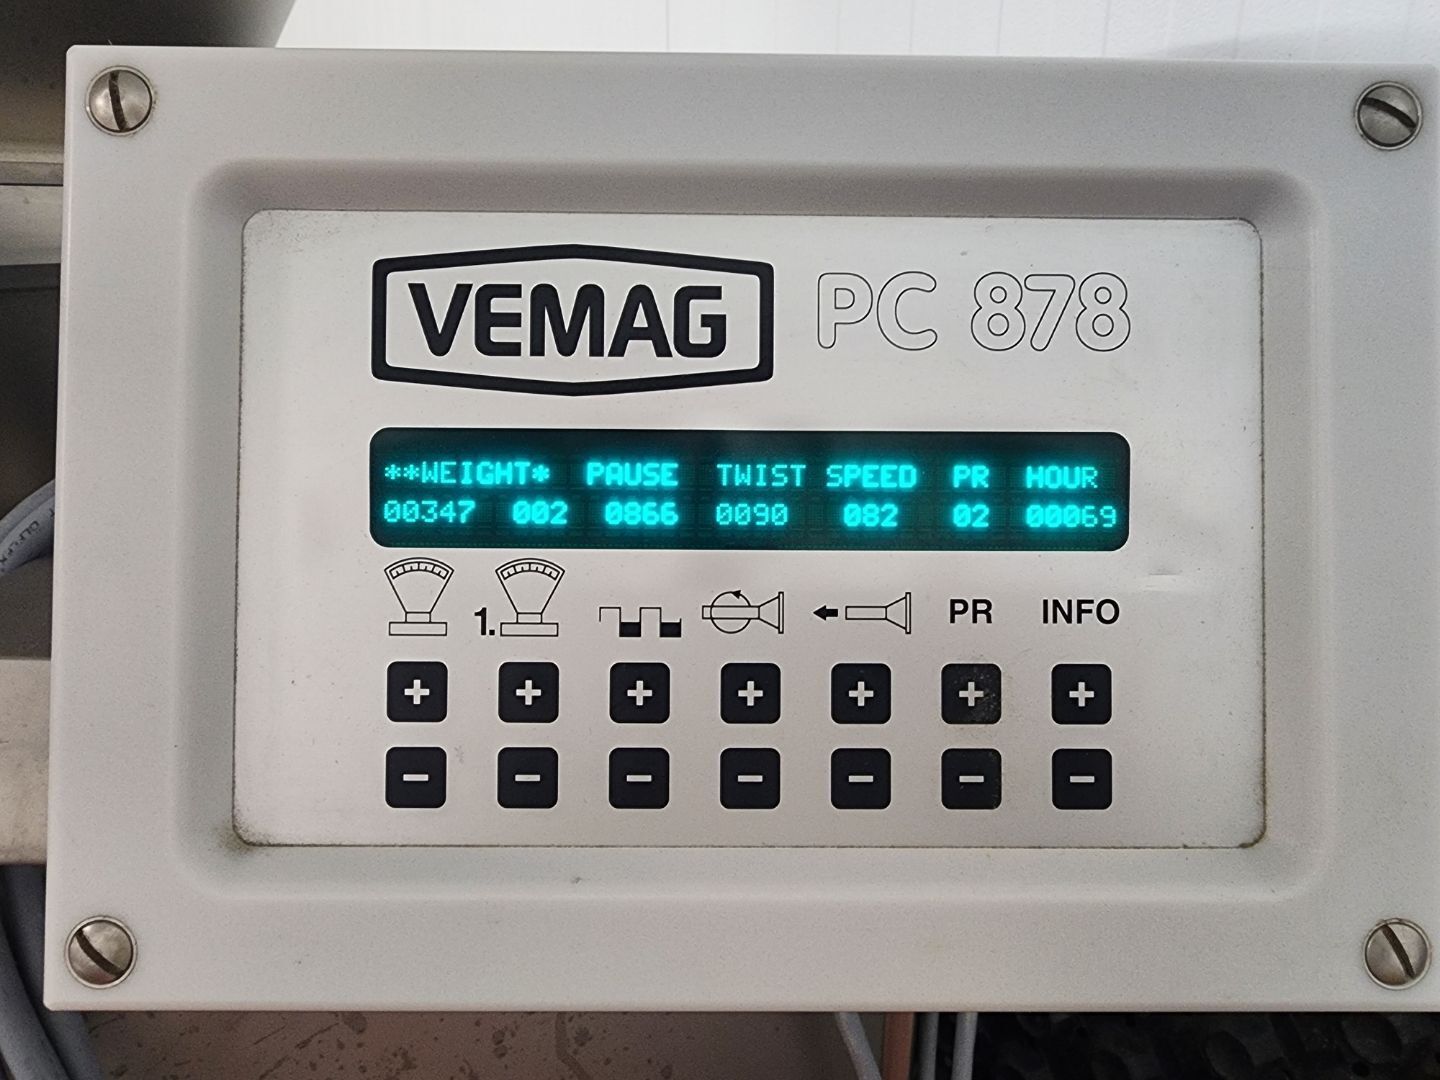 VEMAG PC 878
**WEIGHT* PAUSE TWIST SPEED PR HOUR
00347 002 0866 0090 082 02 00069
1. PR INFO
+ + + + + + +
- - - - - - -